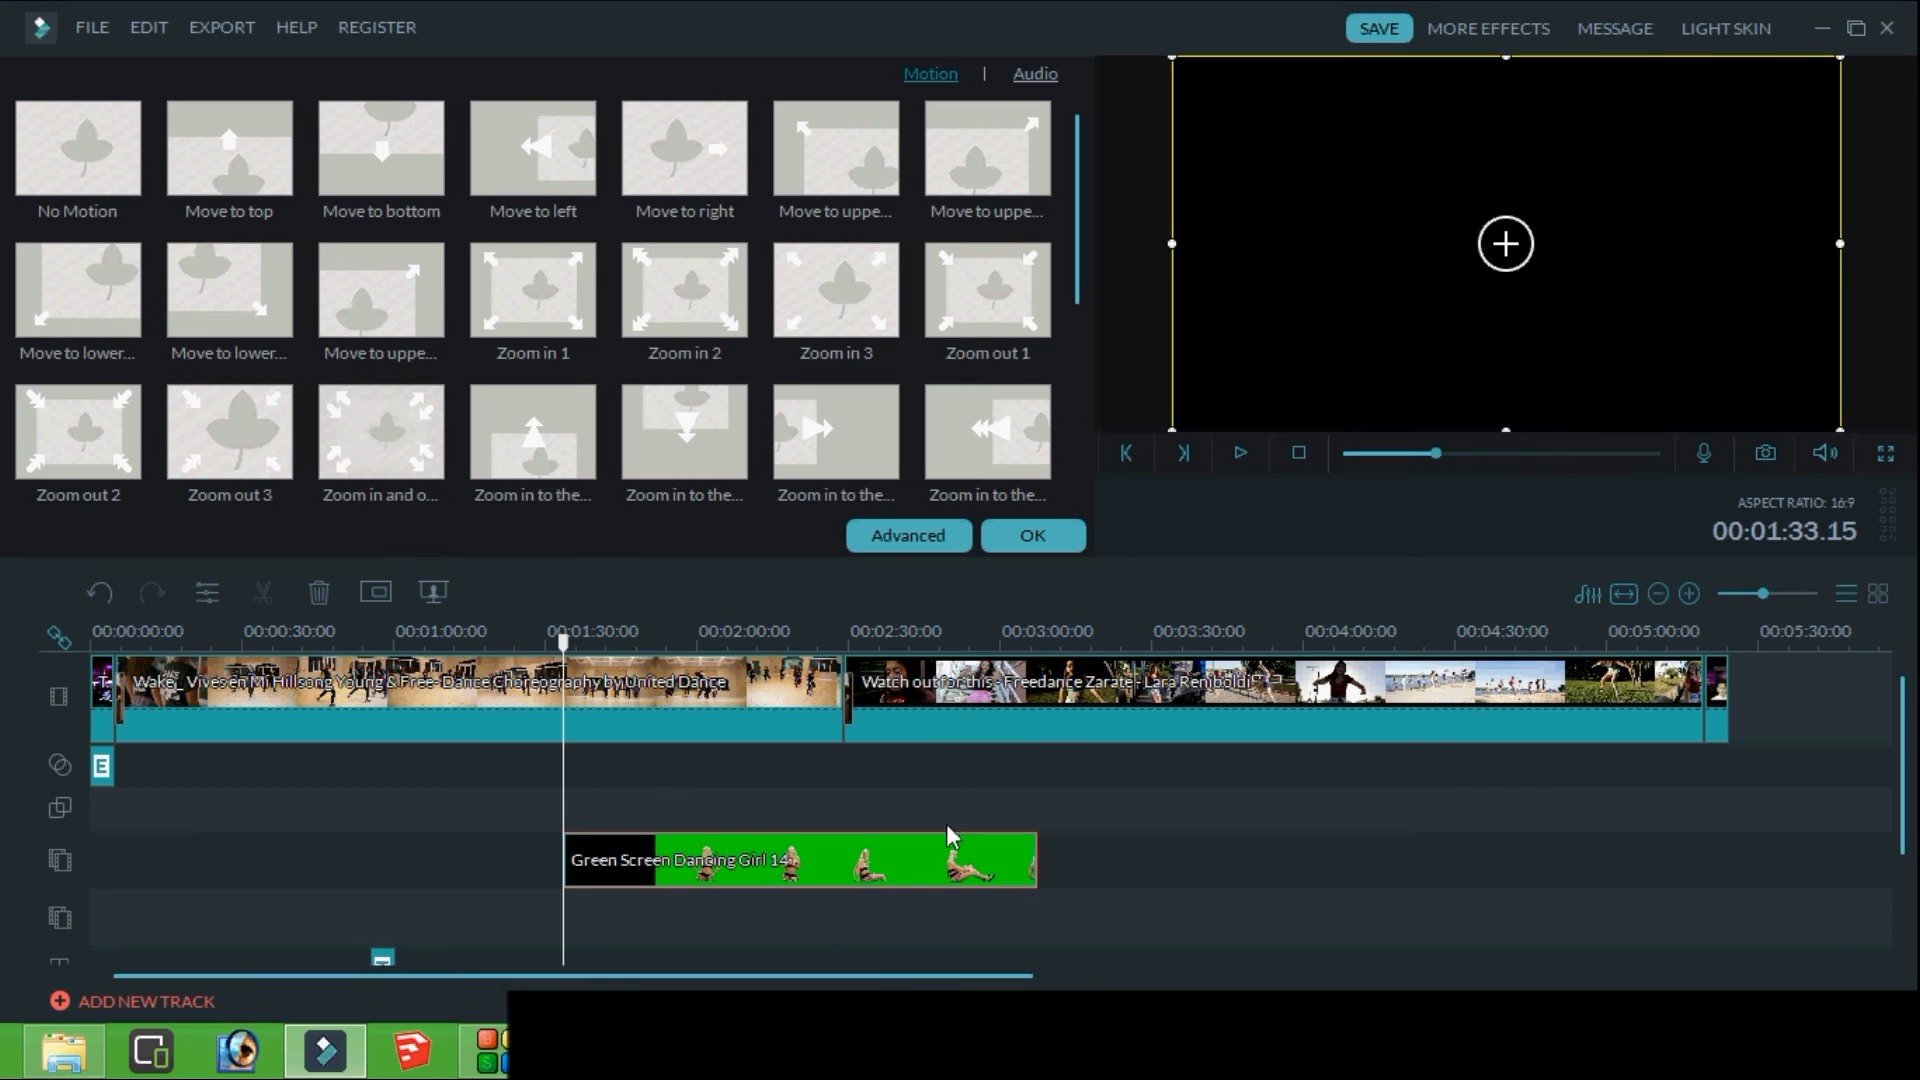 FILE EDIT EXPORT HELP REGISTER
SAVE MORE EFFECTS MESSAGE LIGHT SKIN
Motion | Audio
No Motion Move to top Move to bottom Move to left Move to right Move to uppe... Move to uppe...
Move to lower... Move to lower... Move to uppe... Zoom in 1 Zoom in 2 Zoom in 3 Zoom out 1
Zoom out 2 Zoom out 3 Zoom in and o... Zoom in to the... Zoom in to the... Zoom in to the... Zoom in to the...
Advanced OK
ASPECT RATIO: 16:9
00:01:33.15
00:00:00:00 00:00:30:00 00:01:00:00 00:01:30:00 00:02:00:00 00:02:30:00 00:03:00:00 00:03:30:00 00:04:00:00 00:04:30:00 00:05:00:00 00:05:30:00
Wake_ Vives en Mi Hillsong Young & Free- Dance Choreography by United Dance
Watch out for this - Freedance Zarate - Lara Reniboldi
E
Green Screen Dancing Girl 14
ADD NEW TRACK